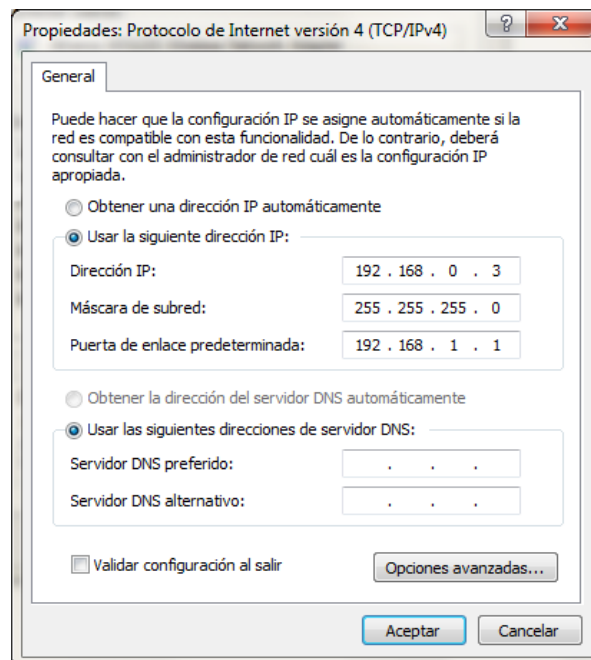 Propiedades: Protocolo de Internet versión 4 (TCP/IPv4)
General
Puede hacer que la configuración IP se asigne automáticamente si la
red es compatible con esta funcionalidad. De lo contrario, deberá
consultar con el administrador de red cuál es la configuración IP
apropiada.
Obtener una dirección IP automáticamente
Usar la siguiente dirección IP:
Dirección IP: 192 . 168 . 0 . 3
Máscara de subred: 255 . 255 . 255 . 0
Puerta de enlace predeterminada: 192 . 168 . 1 . 1
Obtener la dirección del servidor DNS automáticamente
Usar las siguientes direcciones de servidor DNS:
Servidor DNS preferido: . . .
Servidor DNS alternativo: . . .
Validar configuración al salir
Opciones avanzadas...
Aceptar Cancelar